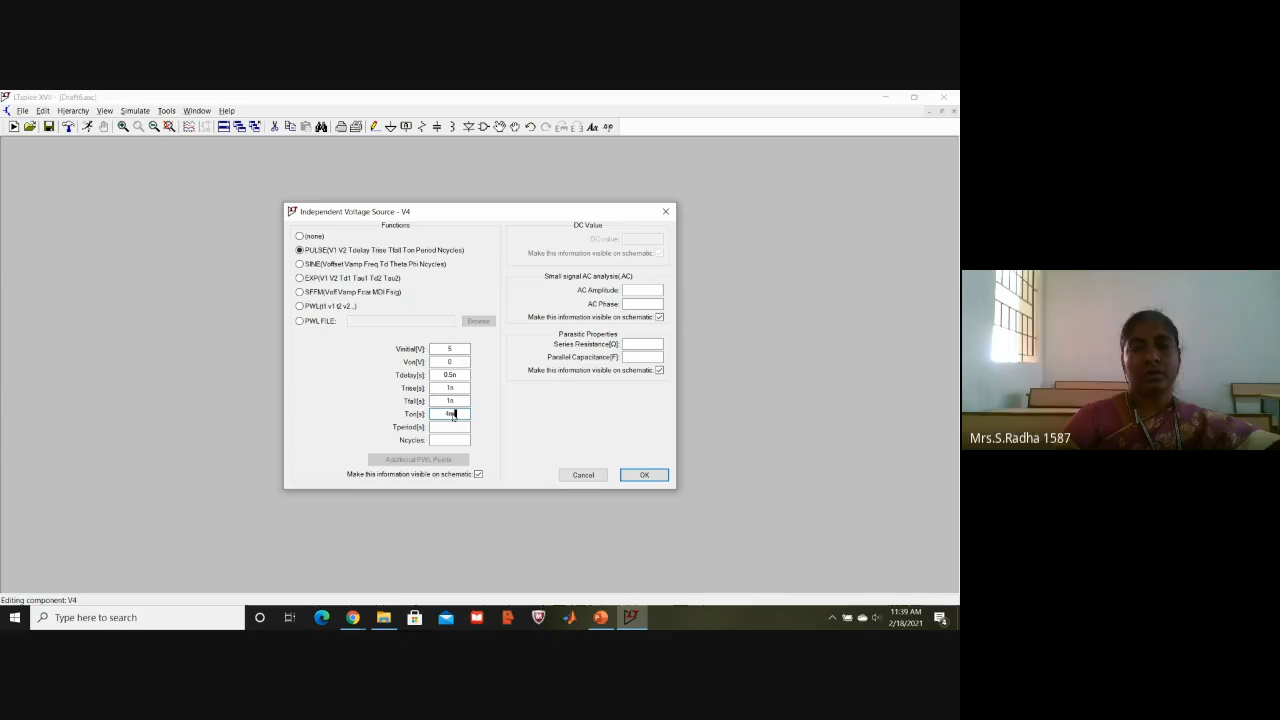 LTspice XVII - [Draft6.asc]
File Edit Hierarchy View Simulate Tools Window Help
Independent Voltage Source - V4
Functions
(none)
PULSE(V1 V2 Tdelay Trise Tfall Ton Period Ncycles)
SINE(Voffset Vamp Freq Td Theta Phi Ncycles)
EXP(V1 V2 Td1 Tau1 Td2 Tau2)
SFFM(Voff Vamp Fcar MDI Fsig)
PWL(t1 v1 t2 v2...)
PWL FILE: Browse
Vinitial[V]: 5
Von[V]: 0
Tdelay[s]: 0.5n
Trise[s]: 1n
Tfall[s]: 1n
Ton[s]:
Tperiod[s]:
Ncycles:
Additional PWL Points
Make this information visible on schematic:
DC Value
DC value:
Make this information visible on schematic:
Small signal AC analysis(.AC)
AC Amplitude:
AC Phase:
Make this information visible on schematic:
Parasitic Properties
Series Resistance[Ω]:
Parallel Capacitance[F]:
Make this information visible on schematic:
Cancel OK
Editing component: V4
Type here to search
11:39 AM
2/18/2021
4
Mrs.S.Radha 1587